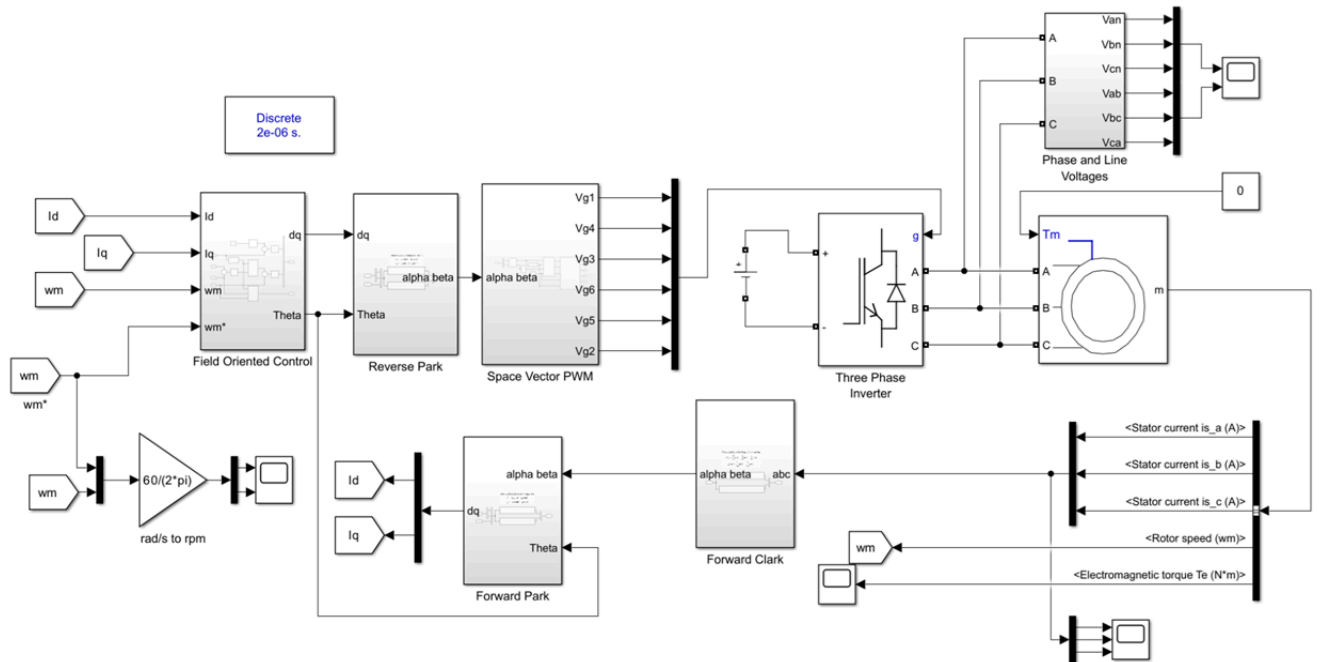 Discrete
2e-06 s.
Id
Iq
wm
wm
wm*
Id
Iq
wm
wm*
dq
Theta
Field Oriented Control
dq
Theta
alpha beta
Reverse Park
alpha beta
Vg1
Vg4
Vg3
Vg6
Vg5
Vg2
Space Vector PWM
+
+
-
g
A
B
C
Three Phase
Inverter
A
B
C
Van
Vbn
Vcn
Vab
Vbc
Vca
Phase and Line
Voltages
0
Tm
A
B
C
m
wm
60/(2*pi)
rad/s to rpm
Id
Iq
alpha beta
dq
Theta
Forward Park
alpha beta
abc
Forward Clark
<Stator current is_a (A)>
<Stator current is_b (A)>
<Stator current is_c (A)>
<Rotor speed (wm)>
<Electromagnetic torque Te (N*m)>
wm